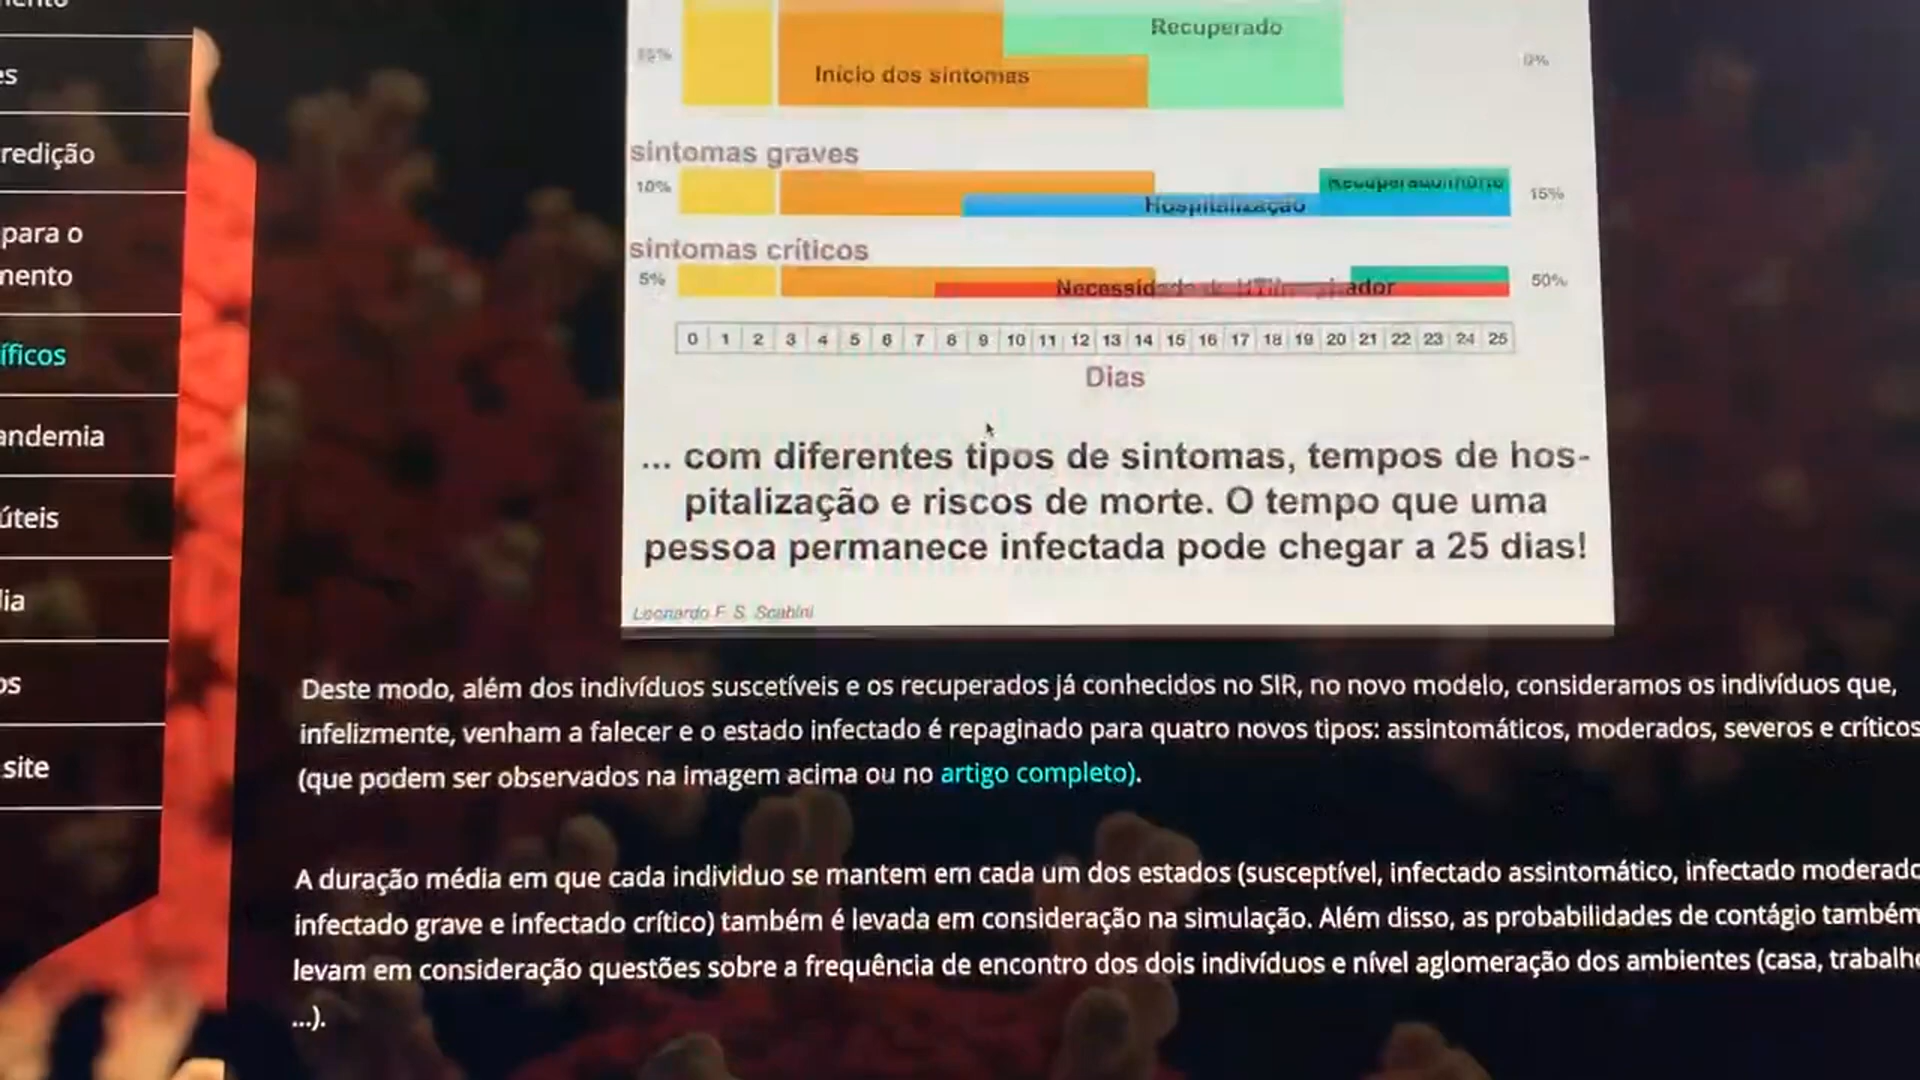 es
Recuperado
Início dos sintomas
0%
redição
sintomas graves
10%
Hospitalização
15%
para o
mento
sintomas críticos
5%
50%
0 1 2 3 4 5 6 7 8 9 10 11 12 13 14 15 16 17 18 19 20 21 22 23 24 25
Dias
íficos
andemia
úteis
lia
os
site
... com diferentes tipos de sintomas, tempos de hos-
pitalização e riscos de morte. O tempo que uma
pessoa permanece infectada pode chegar a 25 dias!
Leonardo F. S. Scabini
Deste modo, além dos indivíduos suscetíveis e os recuperados já conhecidos no SIR, no novo modelo, consideramos os indivíduos que,
infelizmente, venham a falecer e o estado infectado é repaginado para quatro novos tipos: assintomáticos, moderados, severos e críticos
(que podem ser observados na imagem acima ou no artigo completo).
A duração média em que cada individuo se mantem em cada um dos estados (susceptível, infectado assintomático, infectado moderado
infectado grave e infectado crítico) também é levada em consideração na simulação. Além disso, as probabilidades de contágio também
levam em consideração questões sobre a frequência de encontro dos dois indivíduos e nível aglomeração dos ambientes (casa, trabalho
...).